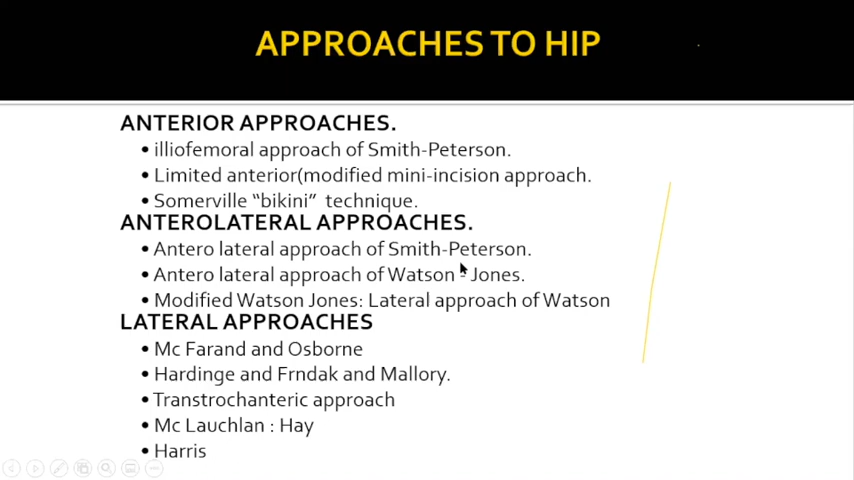 APPROACHES TO HIP
ANTERIOR APPROACHES.
• illiofemoral approach of Smith-Peterson.
• Limited anterior(modified mini-incision approach.
• Somerville “bikini” technique.
ANTEROLATERAL APPROACHES.
• Antero lateral approach of Smith-Peterson.
• Antero lateral approach of Watson - Jones.
• Modified Watson Jones: Lateral approach of Watson
LATERAL APPROACHES
• Mc Farand and Osborne
• Hardinge and Frndak and Mallory.
• Transtrochanteric approach
• Mc Lauchlan : Hay
• Harris